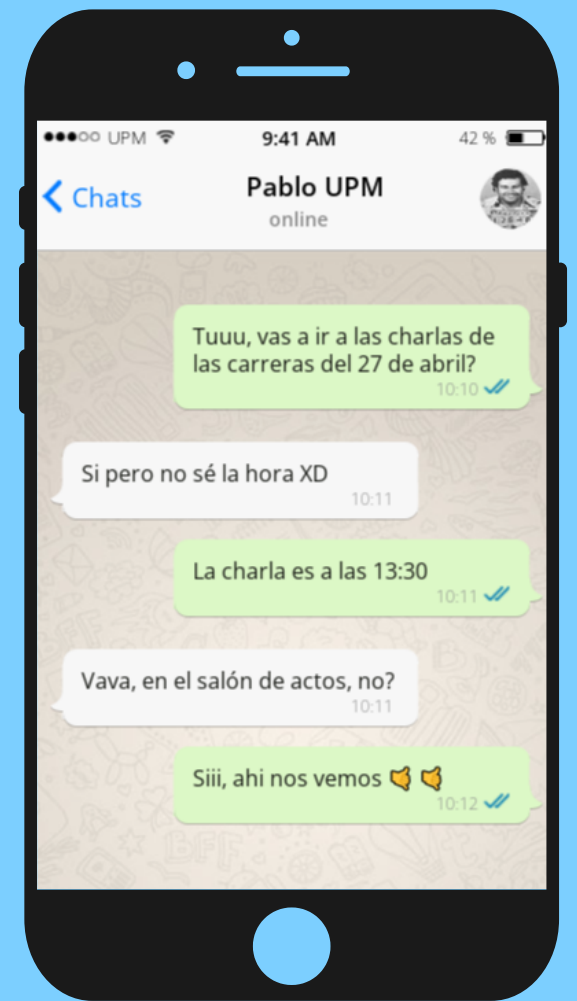 UPM
9:41 AM
42 %
Chats
Pablo UPM
online
Tuuu, vas a ir a las charlas de
las carreras del 27 de abril?
10:10
Si pero no sé la hora XD
10:11
La charla es a las 13:30
10:11
Vava, en el salón de actos, no?
10:11
Siii, ahi nos vemos 🤙 🤙
10:12
BFF